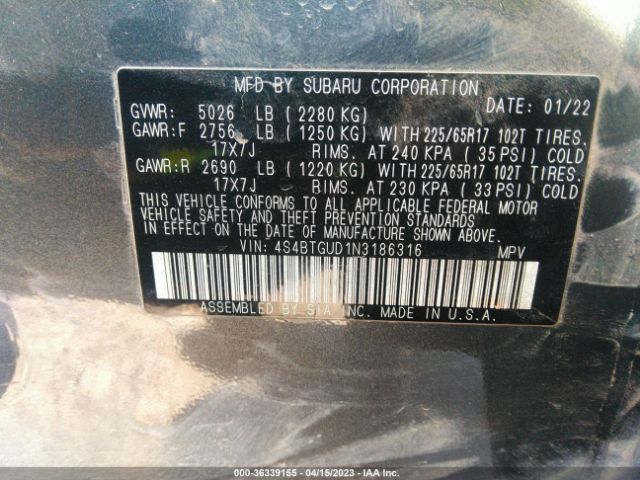 MFD BY SUBARU CORPORATION
GVWR: 5026 LB (2280 KG) DATE: 01/22
GAWR:F 2756 LB (1250 KG) WITH 225/65R17 102T TIRES.
17X7J RIMS. AT 240 KPA (35 PSI) COLD
GAWR:R 2690 LB (1220 KG) WITH 225/65R17 102T TIRES.
17X7J RIMS. AT 230 KPA (33 PSI) COLD
THIS VEHICLE CONFORMS TO ALL APPLICABLE FEDERAL MOTOR
VEHICLE SAFETY AND THEFT PREVENTION STANDARDS
IN EFFECT ON THE DATE OF MANUFACTURE SHOWN ABOVE.
VIN: 4S4BTGUD1N3186316 MPV
ASSEMBLED BY SIA INC. MADE IN U.S.A.
000-36339155 - 04/15/2023 - IAA Inc.